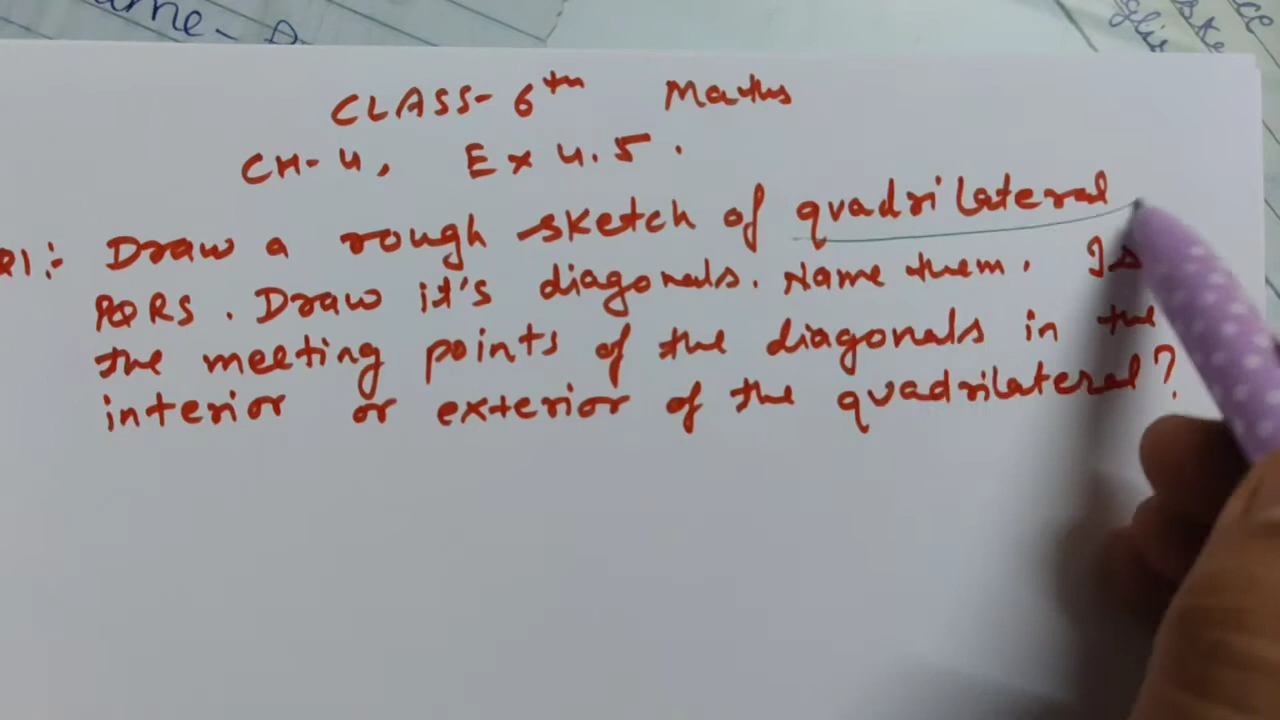 CLASS- 6th Maths
CH-4, Ex 4.5.
Q1:- Draw a rough sketch of quadrilateral
PQRS. Draw it's diagonals. Name them. Is
the meeting points of the diagonals in the
interior or exterior of the quadrilateral?